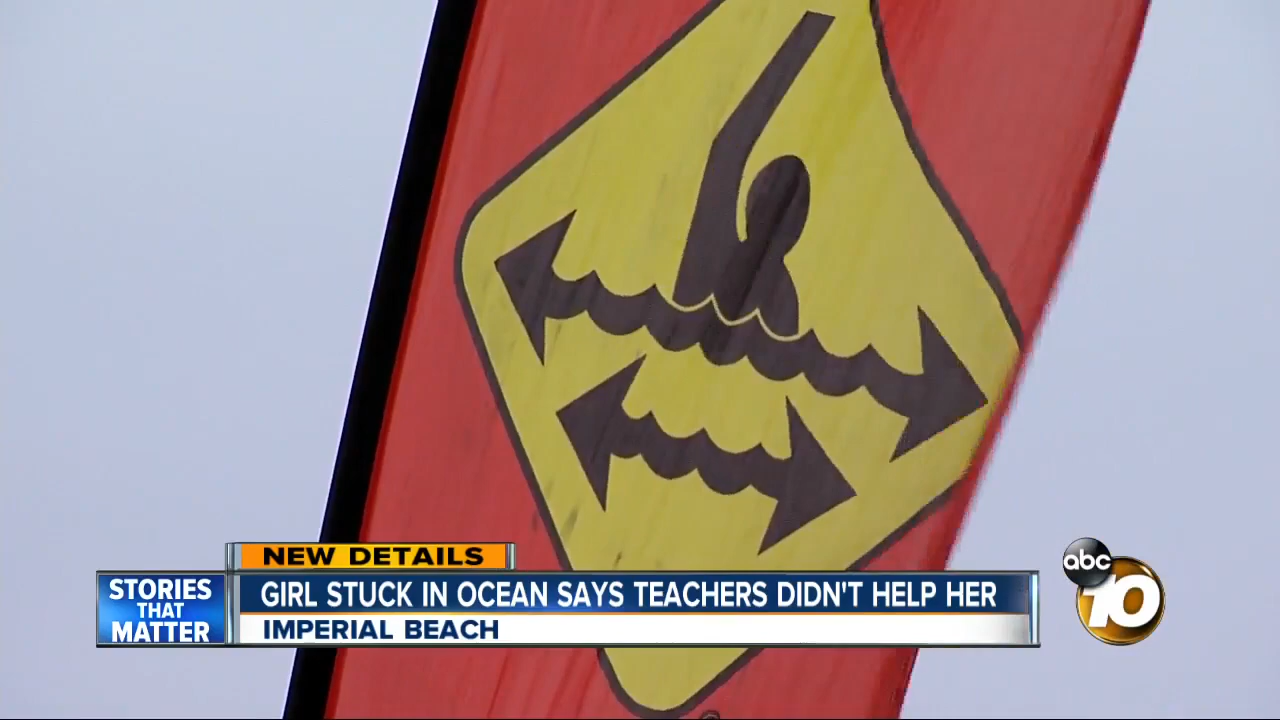 NEW DETAILS
STORIES
THAT
MATTER
GIRL STUCK IN OCEAN SAYS TEACHERS DIDN'T HELP HER
IMPERIAL BEACH
abc
10